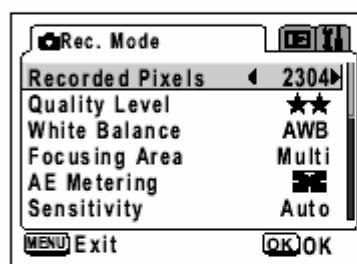 Rec. Mode
Recorded Pixels 2304
Quality Level ★★
White Balance AWB
Focusing Area Multi
AE Metering
Sensitivity Auto
MENU Exit OK OK